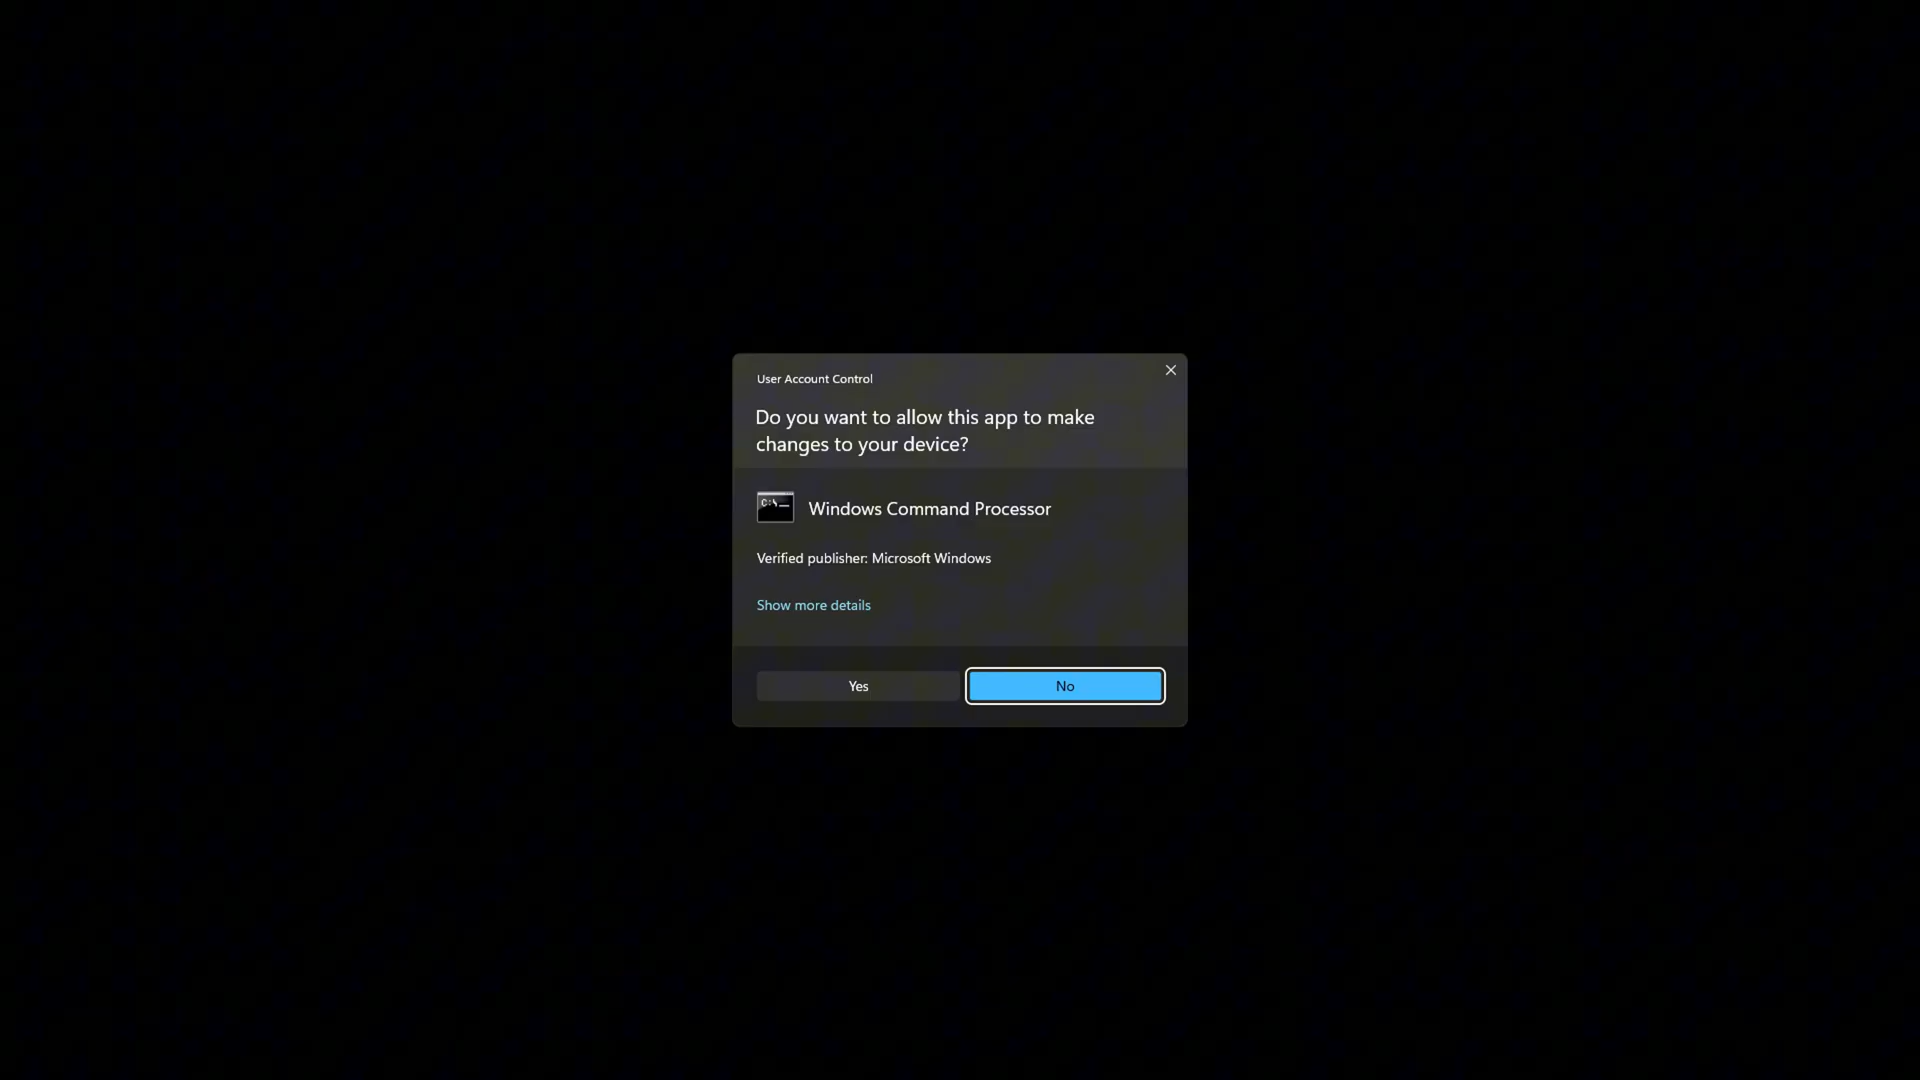 User Account Control
Do you want to allow this app to make
changes to your device?
C:\_
Windows Command Processor
Verified publisher: Microsoft Windows
Show more details
Yes
No